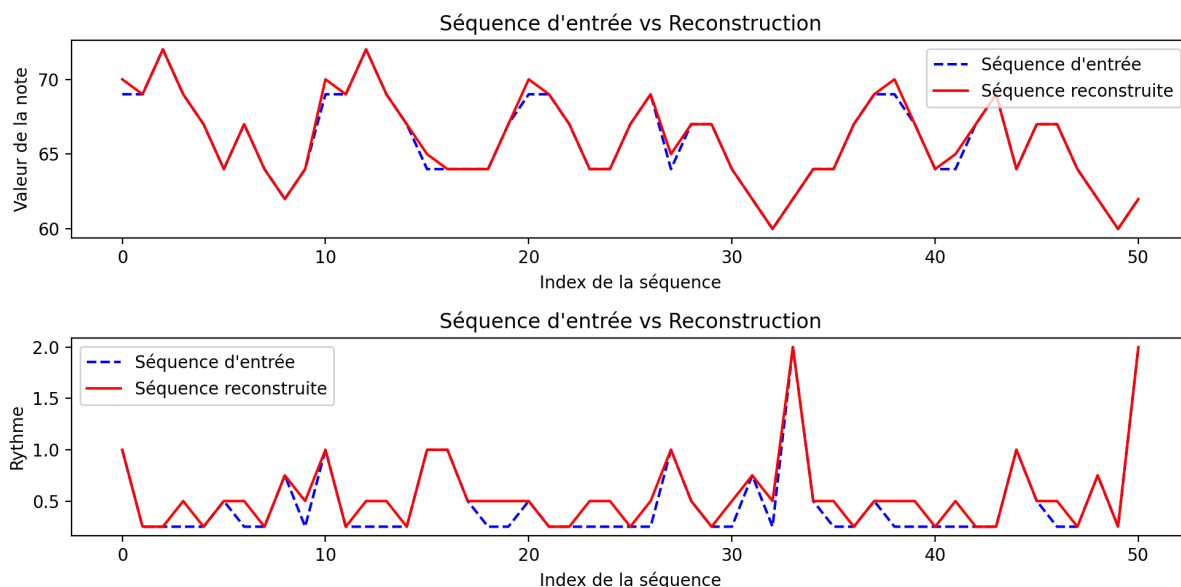 Séquence d'entrée vs Reconstruction
Séquence d'entrée
Séquence reconstruite
Valeur de la note
70
65
60
0
10
20
30
40
50
Index de la séquence
Séquence d'entrée vs Reconstruction
Séquence d'entrée
Séquence reconstruite
Rythme
2.0
1.5
1.0
0.5
0
10
20
30
40
50
Index de la séquence